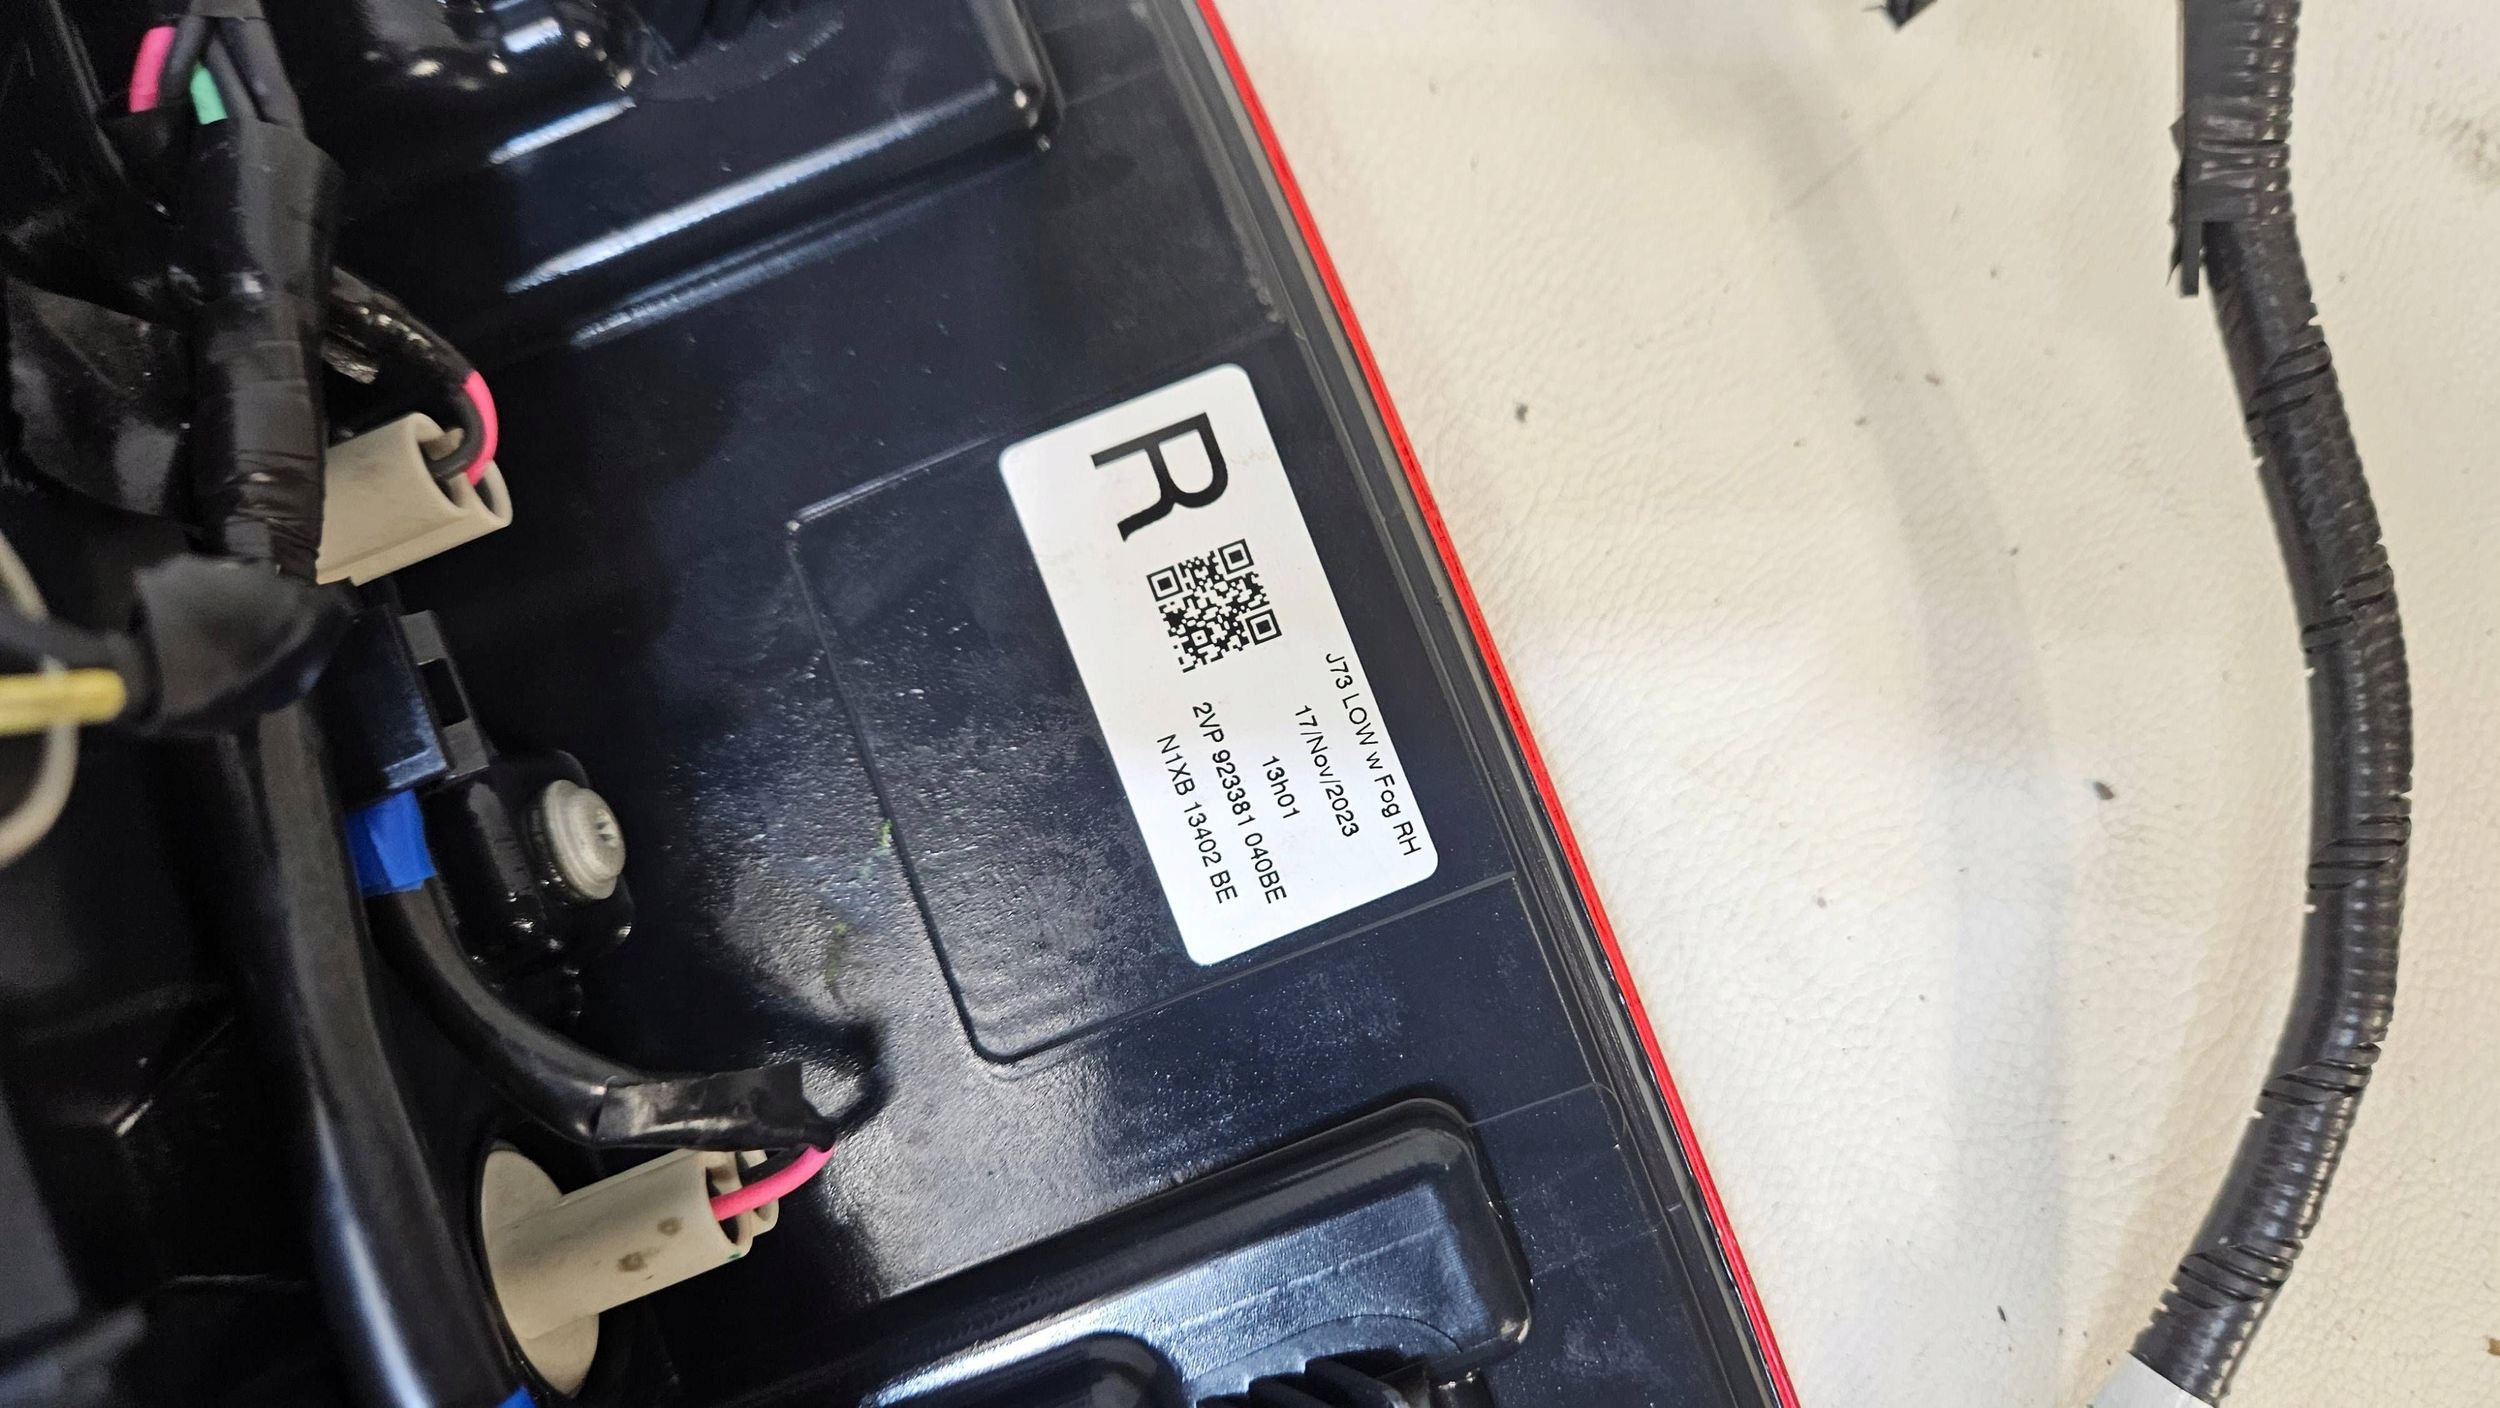 R
J73 LOW w Fog RH
17/Nov/2023
13h01
2VP 923381 040BE
N1XB 13402 BE